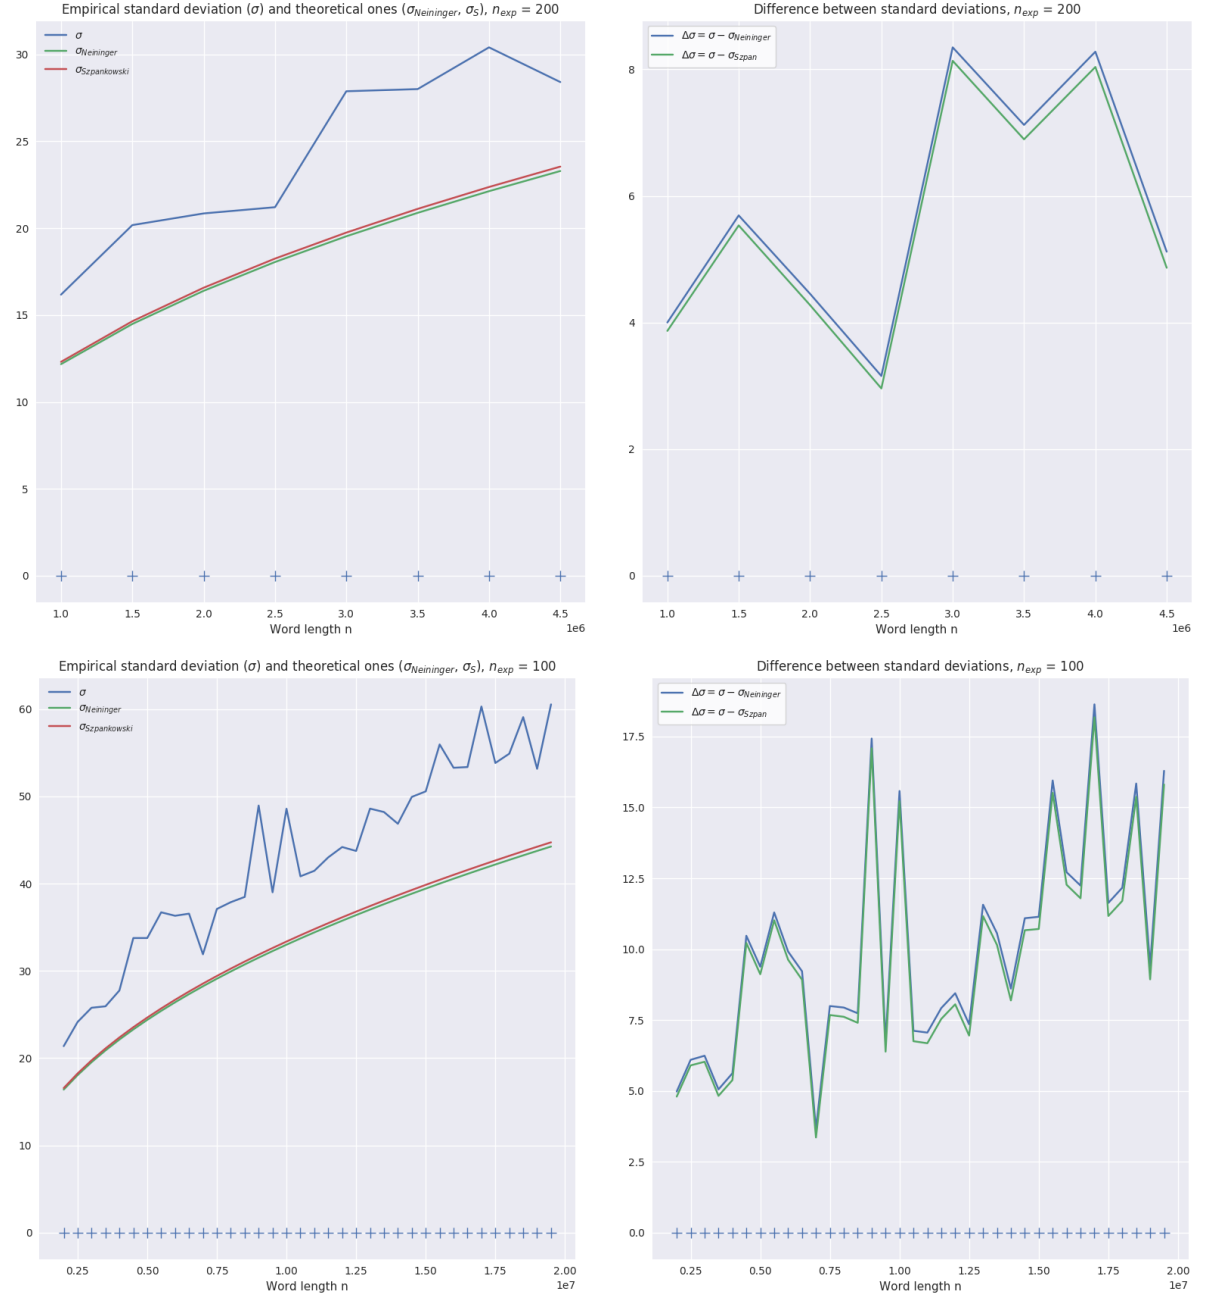 Empirical standard deviation (σ) and theoretical ones (σ_Neininger, σ_S), n_exp = 200
σ
σ_Neininger
σ_Szpankowski
30
25
20
15
10
5
0
1.0 1.5 2.0 2.5 3.0 3.5 4.0 4.5
1e6
Word length n
Difference between standard deviations, n_exp = 200
Δσ = σ − σ_Neininger
Δσ = σ − σ_Szpan
8
6
4
2
0
1.0 1.5 2.0 2.5 3.0 3.5 4.0 4.5
1e6
Word length n
Empirical standard deviation (σ) and theoretical ones (σ_Neininger, σ_S), n_exp = 100
σ
σ_Neininger
σ_Szpankowski
60
50
40
30
20
10
0
0.25 0.50 0.75 1.00 1.25 1.50 1.75 2.00
1e7
Word length n
Difference between standard deviations, n_exp = 100
Δσ = σ − σ_Neininger
Δσ = σ − σ_Szpan
17.5
15.0
12.5
10.0
7.5
5.0
2.5
0.0
0.25 0.50 0.75 1.00 1.25 1.50 1.75 2.00
1e7
Word length n